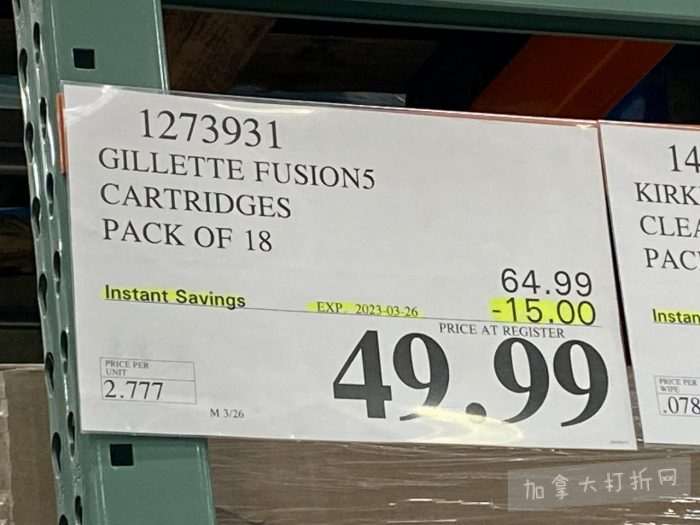 1273931
GILLETTE FUSION5
CARTRIDGES
PACK OF 18
64.99
Instant Savings EXP. 2023-03-26 -15.00
PRICE AT REGISTER
49.99
PRICE PER
UNIT
2.777
M 3/26
14
KIRK
CLEA
PAC
Instan
PRICE PER
WIPE
.078
加拿大打折网